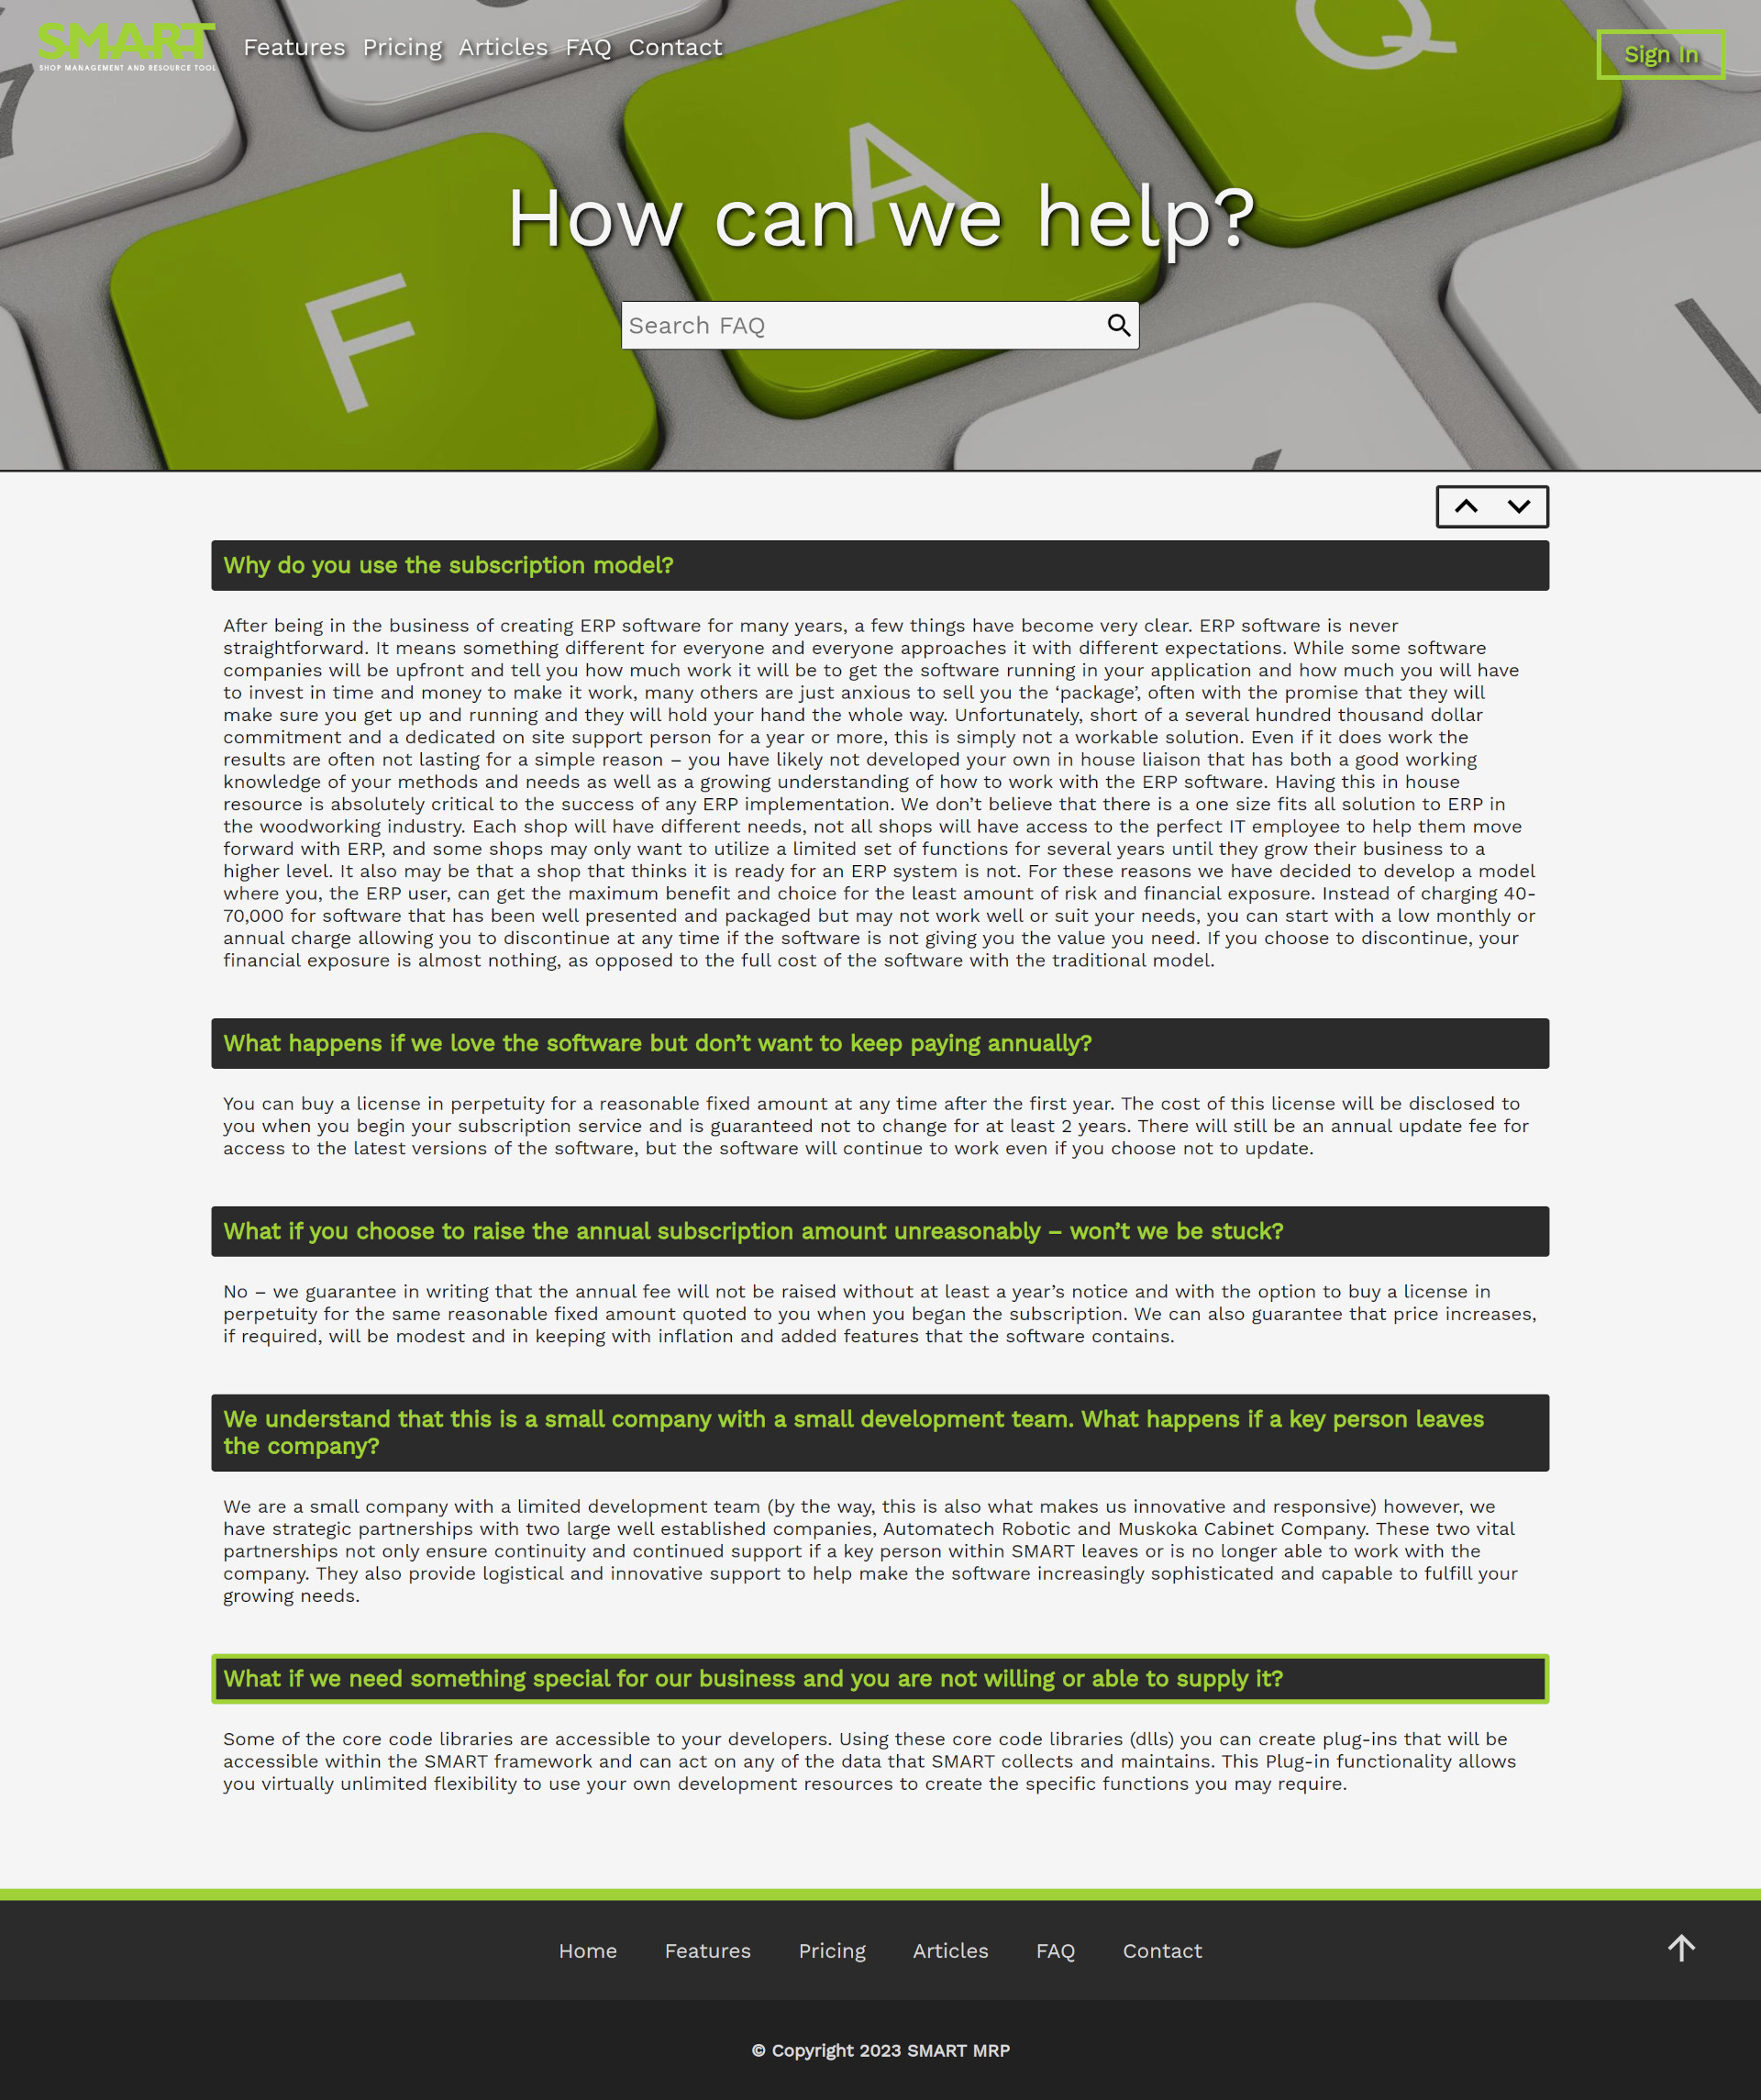 SMART
SHOP MANAGEMENT AND RESOURCE TOOL
Features Pricing Articles FAQ Contact
Sign In
7
F
A
Q
How can we help?
Search FAQ
Why do you use the subscription model?
After being in the business of creating ERP software for many years, a few things have become very clear. ERP software is never
straightforward. It means something different for everyone and everyone approaches it with different expectations. While some software
companies will be upfront and tell you how much work it will be to get the software running in your application and how much you will have
to invest in time and money to make it work, many others are just anxious to sell you the ‘package’, often with the promise that they will
make sure you get up and running and they will hold your hand the whole way. Unfortunately, short of a several hundred thousand dollar
commitment and a dedicated on site support person for a year or more, this is simply not a workable solution. Even if it does work the
results are often not lasting for a simple reason – you have likely not developed your own in house liaison that has both a good working
knowledge of your methods and needs as well as a growing understanding of how to work with the ERP software. Having this in house
resource is absolutely critical to the success of any ERP implementation. We don’t believe that there is a one size fits all solution to ERP in
the woodworking industry. Each shop will have different needs, not all shops will have access to the perfect IT employee to help them move
forward with ERP, and some shops may only want to utilize a limited set of functions for several years until they grow their business to a
higher level. It also may be that a shop that thinks it is ready for an ERP system is not. For these reasons we have decided to develop a model
where you, the ERP user, can get the maximum benefit and choice for the least amount of risk and financial exposure. Instead of charging 40-
70,000 for software that has been well presented and packaged but may not work well or suit your needs, you can start with a low monthly or
annual charge allowing you to discontinue at any time if the software is not giving you the value you need. If you choose to discontinue, your
financial exposure is almost nothing, as opposed to the full cost of the software with the traditional model.
What happens if we love the software but don’t want to keep paying annually?
You can buy a license in perpetuity for a reasonable fixed amount at any time after the first year. The cost of this license will be disclosed to
you when you begin your subscription service and is guaranteed not to change for at least 2 years. There will still be an annual update fee for
access to the latest versions of the software, but the software will continue to work even if you choose not to update.
What if you choose to raise the annual subscription amount unreasonably – won’t we be stuck?
No – we guarantee in writing that the annual fee will not be raised without at least a year’s notice and with the option to buy a license in
perpetuity for the same reasonable fixed amount quoted to you when you began the subscription. We can also guarantee that price increases,
if required, will be modest and in keeping with inflation and added features that the software contains.
We understand that this is a small company with a small development team. What happens if a key person leaves
the company?
We are a small company with a limited development team (by the way, this is also what makes us innovative and responsive) however, we
have strategic partnerships with two large well established companies, Automatech Robotic and Muskoka Cabinet Company. These two vital
partnerships not only ensure continuity and continued support if a key person within SMART leaves or is no longer able to work with the
company. They also provide logistical and innovative support to help make the software increasingly sophisticated and capable to fulfill your
growing needs.
What if we need something special for our business and you are not willing or able to supply it?
Some of the core code libraries are accessible to your developers. Using these core code libraries (dlls) you can create plug-ins that will be
accessible within the SMART framework and can act on any of the data that SMART collects and maintains. This Plug-in functionality allows
you virtually unlimited flexibility to use your own development resources to create the specific functions you may require.
Home Features Pricing Articles FAQ Contact
© Copyright 2023 SMART MRP